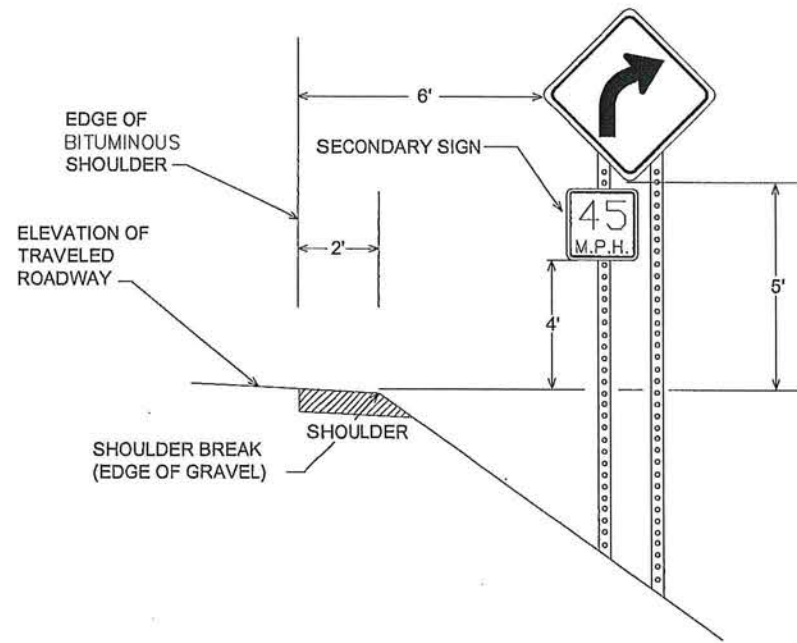 6'
EDGE OF
BITUMINOUS
SHOULDER
SECONDARY SIGN
45
M.P.H.
ELEVATION OF
TRAVELED
ROADWAY
2'
5'
4'
SHOULDER
SHOULDER BREAK
(EDGE OF GRAVEL)